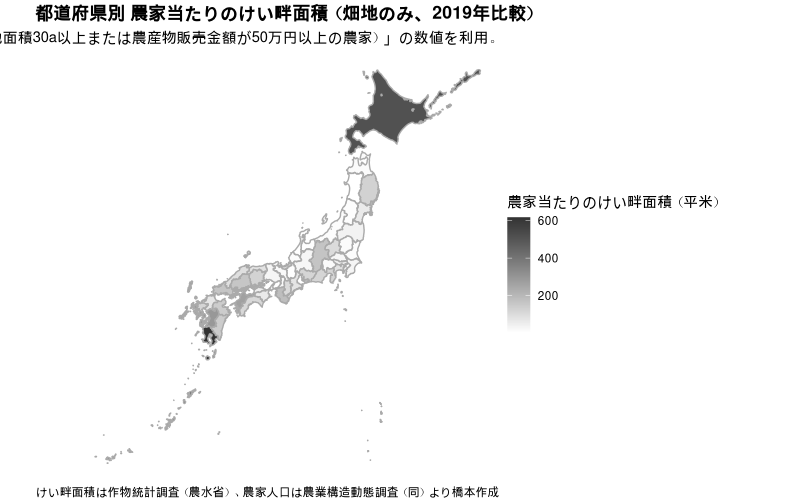 都道府県別 農家当たりのけい畔面積（畑地のみ、2019年比較）
面積30a以上または農産物販売金額が50万円以上の農家）」の数値を利用。
農家当たりのけい畔面積（平米）
600
400
200
けい畔面積は作物統計調査（農水省）、農家人口は農業構造動態調査（同）より橋本作成